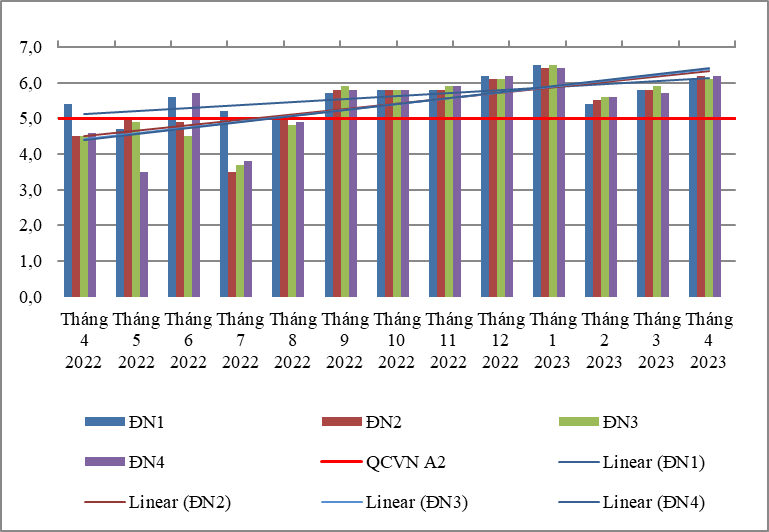 7,0
6,0
5,0
4,0
3,0
2,0
1,0
0,0
Tháng Tháng Tháng Tháng Tháng Tháng Tháng Tháng Tháng Tháng Tháng Tháng Tháng
4 5 6 7 8 9 10 11 12 1 2 3 4
2022 2022 2022 2022 2022 2022 2022 2022 2022 2023 2023 2023 2023
ĐN1 ĐN2 ĐN3
ĐN4 QCVN A2 Linear (ĐN1)
Linear (ĐN2) Linear (ĐN3) Linear (ĐN4)